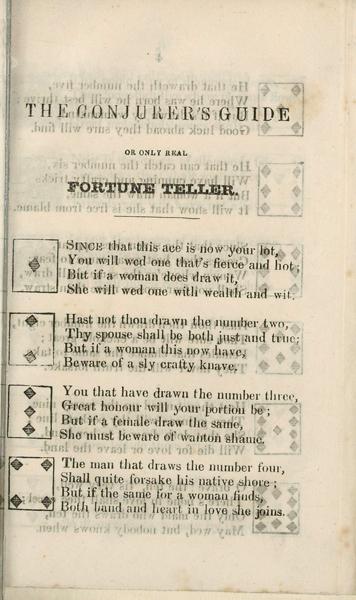 THE CONJURER'S GUIDE
OR ONLY REAL
FORTUNE TELLER.
SINCE that this ace is now your lot,
You will wed one that's fierce and hot;
But if a woman does draw it,
She will wed one with wealth and wit.
Hast not thou drawn the number two,
Thy spouse shall be both just and true;
But if a woman this now have,
Beware of a sly crafty knave.
You that have drawn the number three,
Great honour will your portion be;
But if a female draw the same,
She must beware of wanton shame.
The man that draws the number four,
Shall quite forsake his native shore;
But if the same for a woman finds,
Both hand and heart in love she joins.